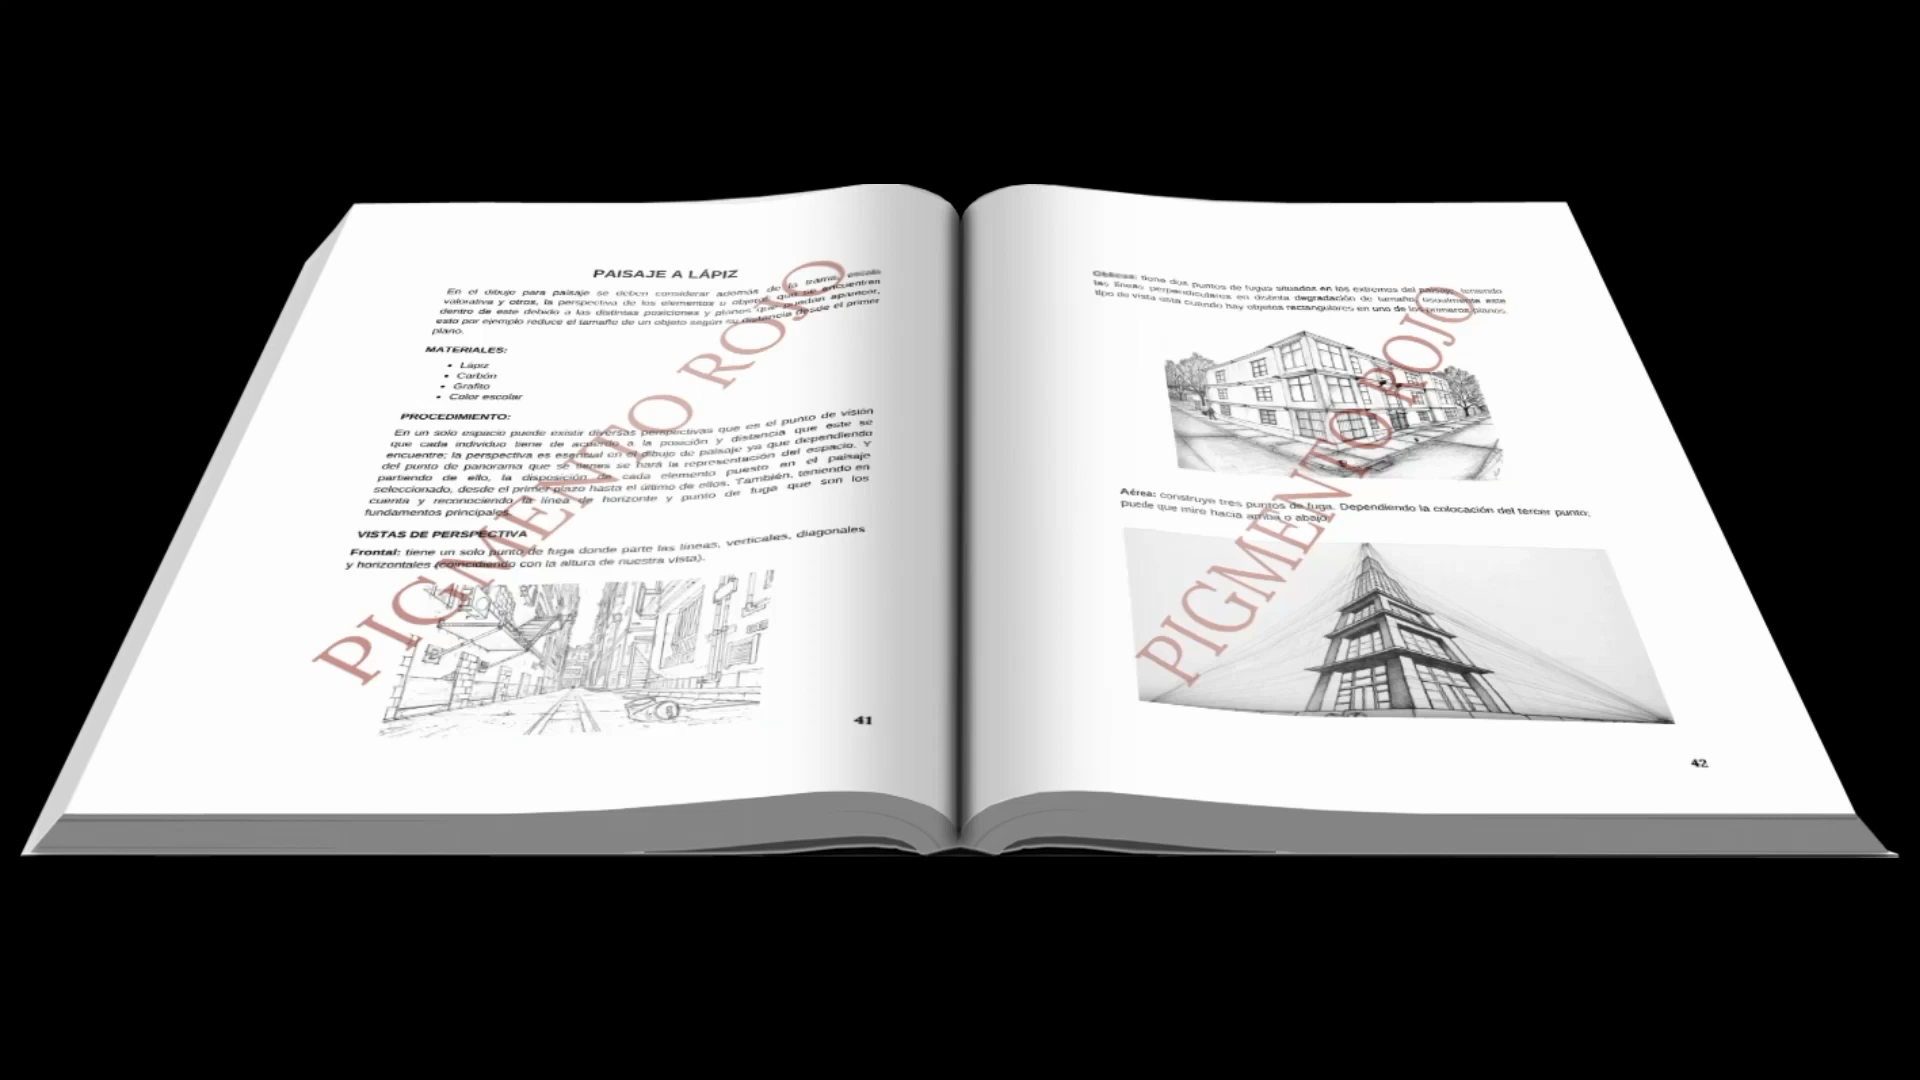 PAISAJE A LÁPIZ
En el dibujo para paisaje se deben considerar además de la trama, escala
valorativa y otros, la perspectiva de los elementos u objetos que se encuentren
dentro de este debido a las distintas posiciones y planos que puedan aparecer,
esto por ejemplo reduce el tamaño de un objeto según su distancia desde el primer
plano.
MATERIALES:
• Lápiz
• Carbón
• Grafito
• Color escolar
PROCEDIMIENTO:
En un solo espacio puede existir diversas perspectivas que es el punto de visión
que cada individuo tiene de acuerdo a la posición y distancia que este se
encuentre; la perspectiva es esencial en el dibujo de paisaje ya que dependiendo
del punto de panorama que se tienes se hará la representación del espacio. Y
partiendo de ello, la disposición de cada elemento puesto en el paisaje
seleccionado, desde el primer plazo hasta el último de ellos. También, teniendo en
cuenta y reconociendo la línea de horizonte y punto de fuga que son los
fundamentos principales.
VISTAS DE PERSPECTIVA
Frontal: tiene un solo punto de fuga donde parte las líneas, verticales, diagonales
y horizontales (coincidiendo con la altura de nuestra vista).
PIGMENTO ROJO
41
Oblicua: tiene dos puntos de fugas situados en los extremos del paisaje, teniendo
las líneas perpendiculares en distinta degradación de tamaño, usualmente este
tipo de vista esta cuando hay objetos rectangulares en uno de los primeros planos.
Aérea: construye tres puntos de fuga. Dependiendo la colocación del tercer punto;
puede que mire hacia arriba o abajo.
PIGMENTO ROJO
42